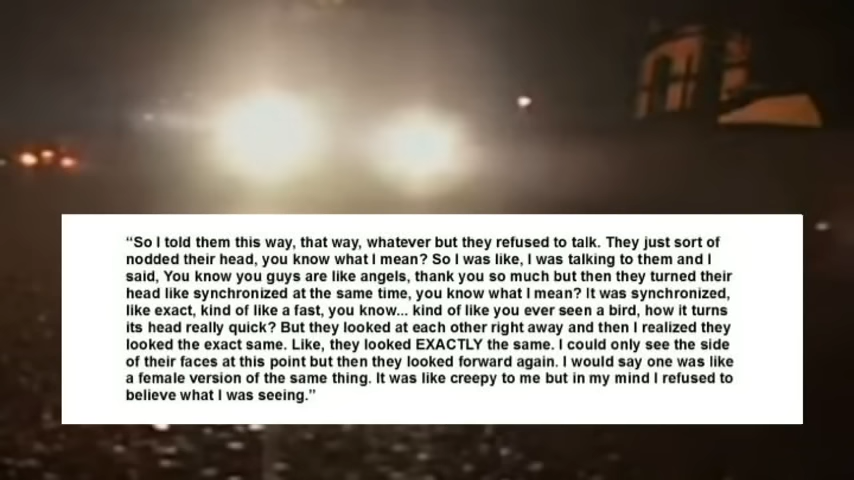 “So I told them this way, that way, whatever but they refused to talk. They just sort of
nodded their head, you know what I mean? So I was like, I was talking to them and I
said, You know you guys are like angels, thank you so much but then they turned their
head like synchronized at the same time, you know what I mean? It was synchronized,
like exact, kind of like a fast, you know... kind of like you ever seen a bird, how it turns
its head really quick? But they looked at each other right away and then I realized they
looked the exact same. Like, they looked EXACTLY the same. I could only see the side
of their faces at this point but then they looked forward again. I would say one was like
a female version of the same thing. It was like creepy to me but in my mind I refused to
believe what I was seeing.”